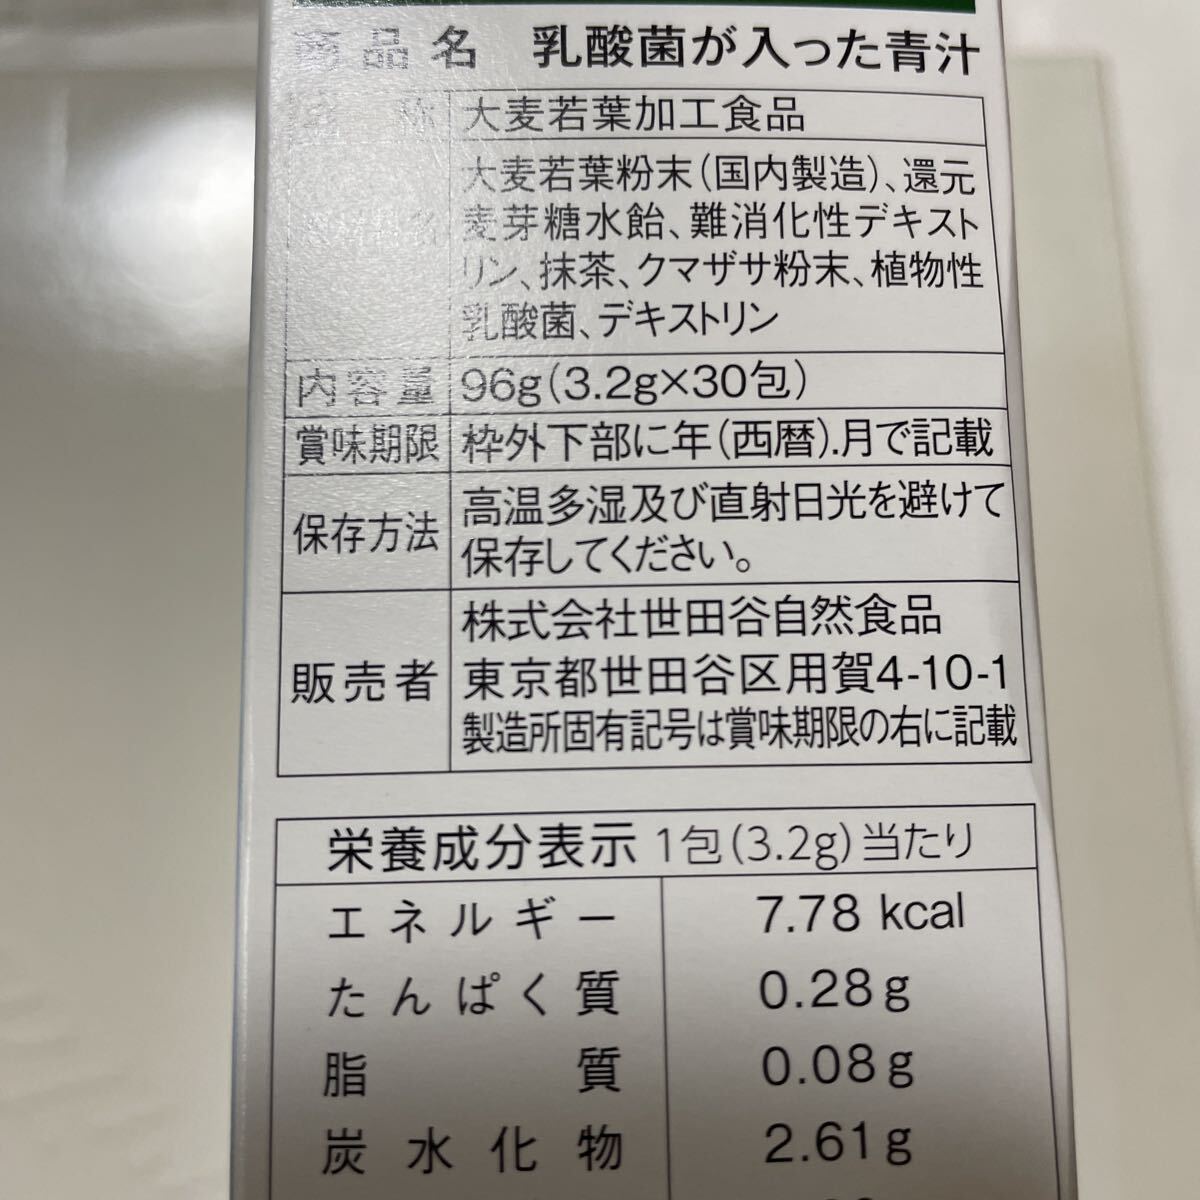 商品名 乳酸菌が入った青汁
名称 大麦若葉加工食品
大麦若葉粉末(国内製造)、還元
麦芽糖水飴、難消化性デキスト
リン、抹茶、クマザサ粉末、植物性
乳酸菌、デキストリン
内容量 96g(3.2g×30包)
賞味期限 枠外下部に年(西暦).月で記載
保存方法 高温多湿及び直射日光を避けて
保存してください。
販売者 株式会社世田谷自然食品
東京都世田谷区用賀4-10-1
製造所固有記号は賞味期限の右に記載
栄養成分表示 1包(3.2g)当たり
エネルギー 7.78 kcal
たんぱく質 0.28g
脂質 0.08g
炭水化物 2.61g